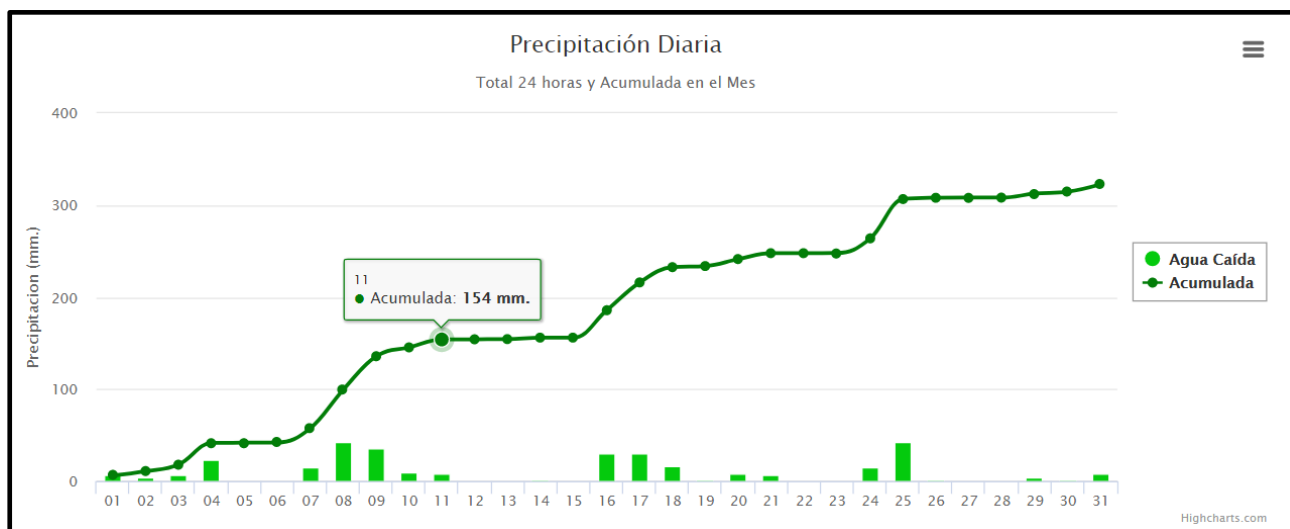 Precipitación Diaria
Total 24 horas y Acumulada en el Mes
Precipitacion (mm.)
400
300
200
100
0
11
Acumulada: 154 mm.
Agua Caída
Acumulada
01 02 03 04 05 06 07 08 09 10 11 12 13 14 15 16 17 18 19 20 21 22 23 24 25 26 27 28 29 30 31
Highcharts.com